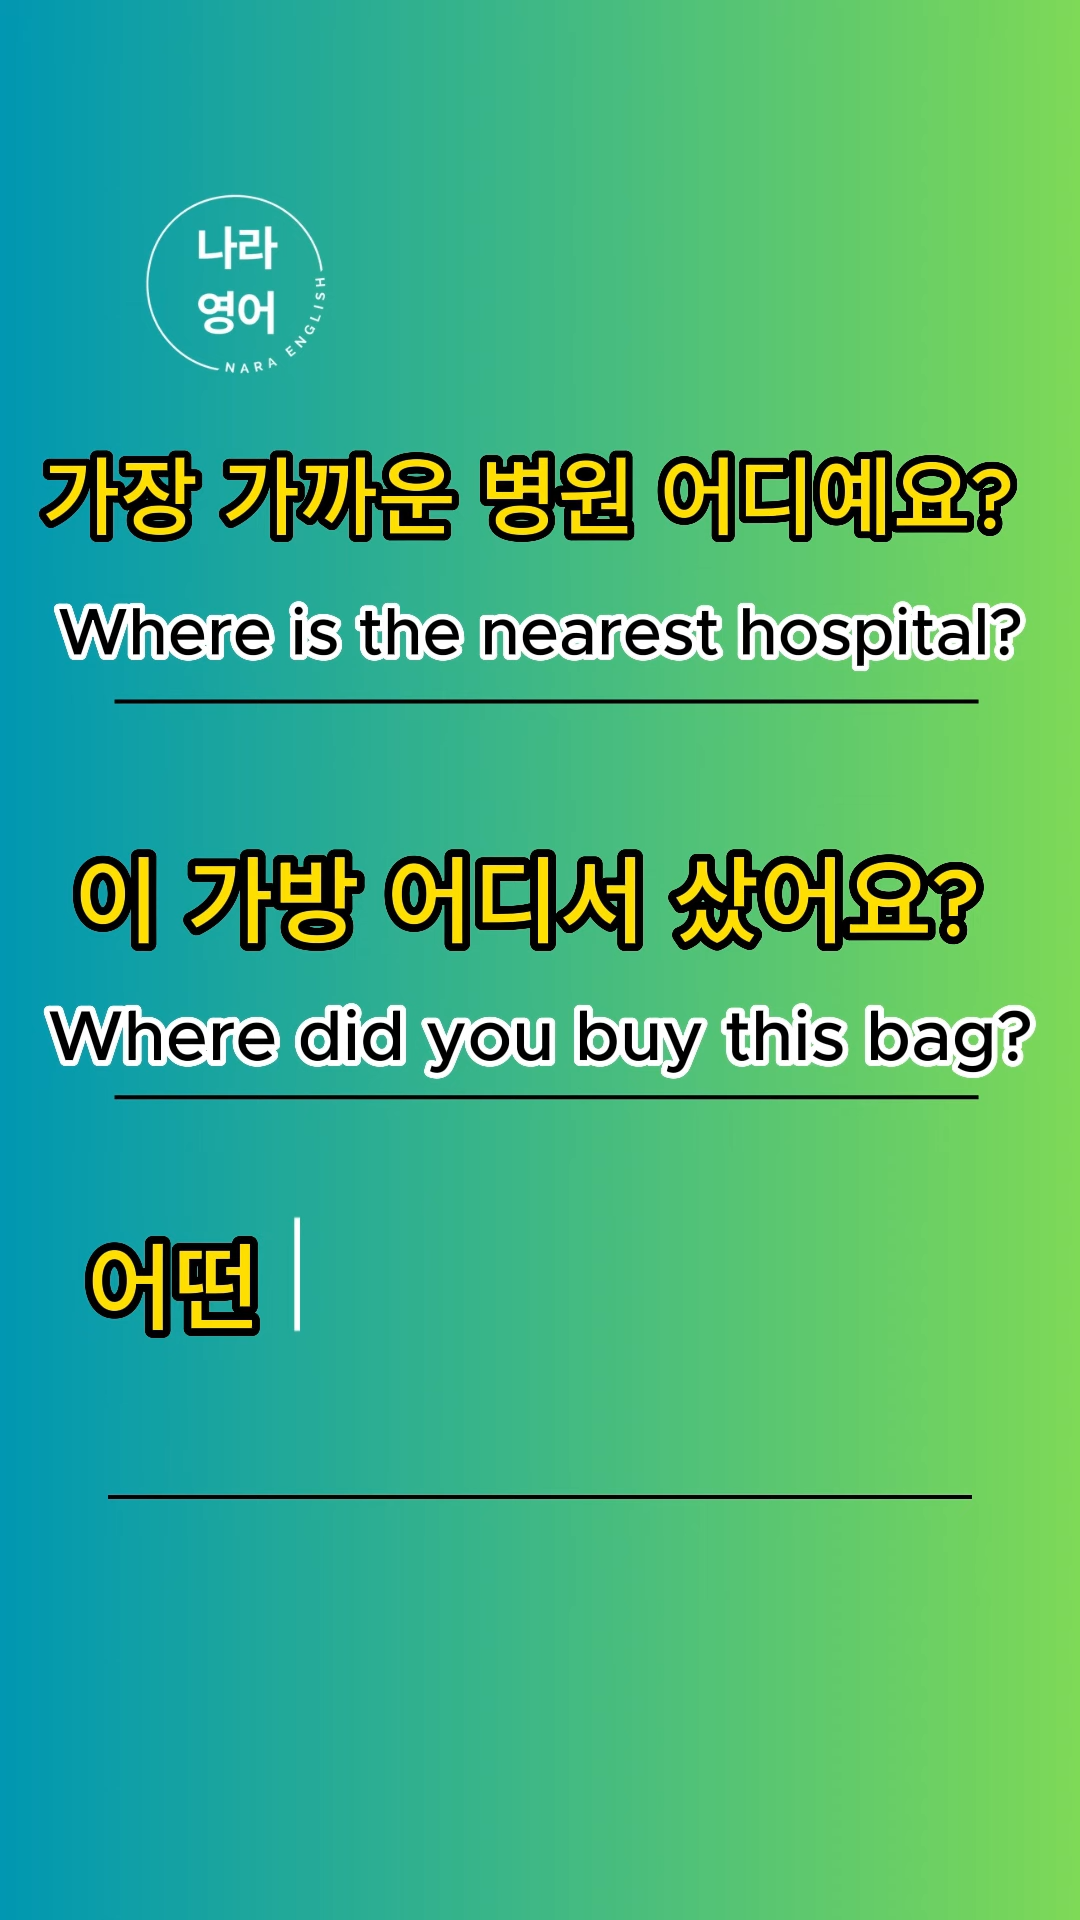 나라
영어
NARA ENGLISH
가장 가까운 병원 어디예요?
Where is the nearest hospital?
이 가방 어디서 샀어요?
Where did you buy this bag?
어떤